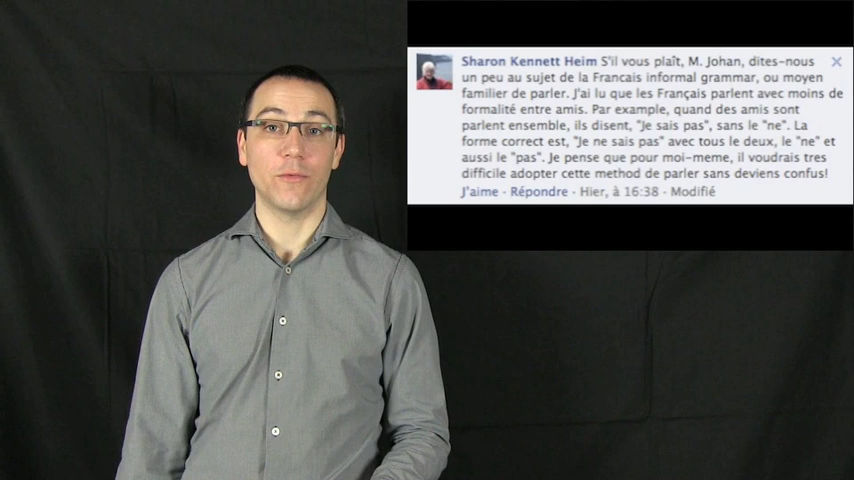 Sharon Kennett Heim S'il vous plaît, M. Johan, dites-nous
un peu au sujet de la Francais informal grammar, ou moyen
familier de parler. J'ai lu que les Français parlent avec moins de
formalité entre amis. Par example, quand des amis sont
parlent ensemble, ils disent, "Je sais pas", sans le "ne". La
forme correct est, "Je ne sais pas" avec tous le deux, le "ne" et
aussi le "pas". Je pense que pour moi-meme, il voudrais tres
difficile adopter cette method de parler sans deviens confus!
J'aime · Répondre · Hier, à 16:38 · Modifié